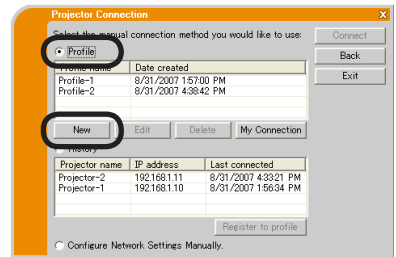 Projector Connection X
Select the manual connection method you would like to use:
Connect
Profile
Back
Profile name Date created
Exit
Profile-1 8/31/2007 1:57:00 PM
Profile-2 8/31/2007 4:38:42 PM
New Edit Delete My Connection
History
Projector name IP address Last connected
Projector-2 192.168.1.11 8/31/2007 4:33:21 PM
Projector-1 192.168.1.10 8/31/2007 1:56:34 PM
Register to profile
Configure Network Settings Manually.